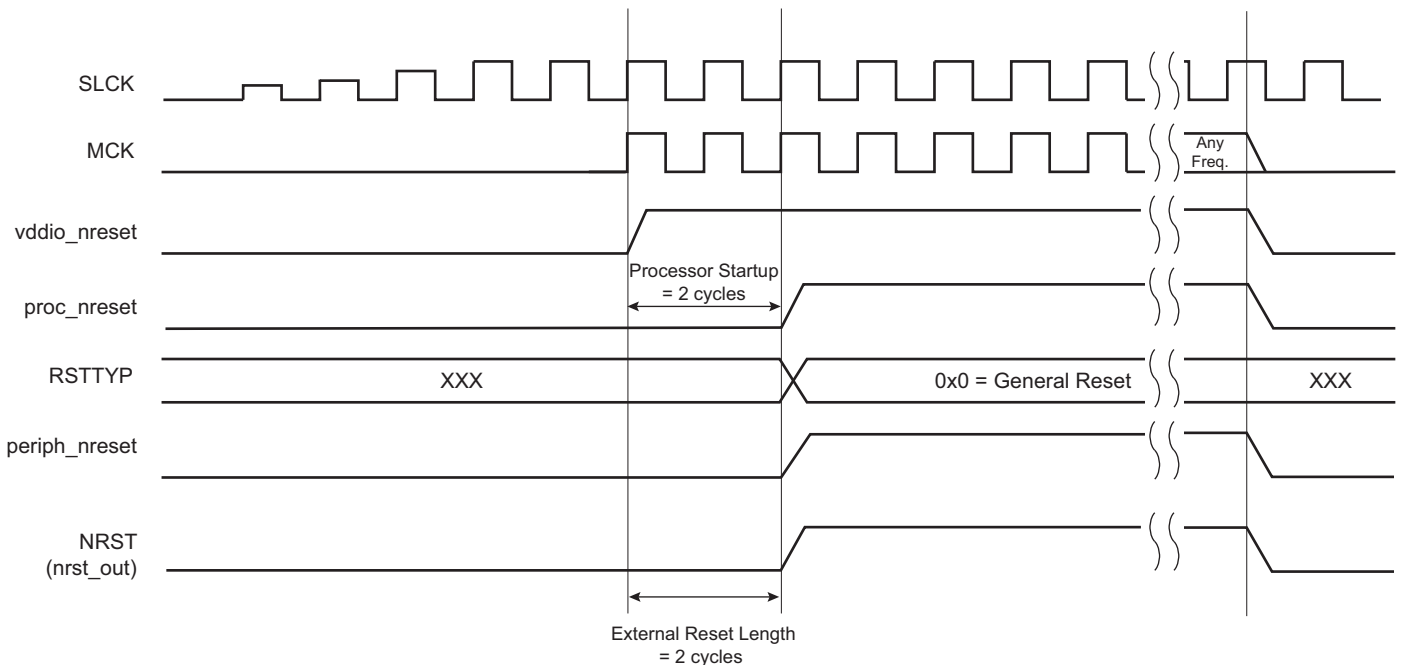 SLCK
MCK
Any
Freq.
vddio_nreset
Processor Startup
= 2 cycles
proc_nreset
RSTTYP
XXX
0x0 = General Reset
XXX
periph_nreset
NRST
(nrst_out)
External Reset Length
= 2 cycles